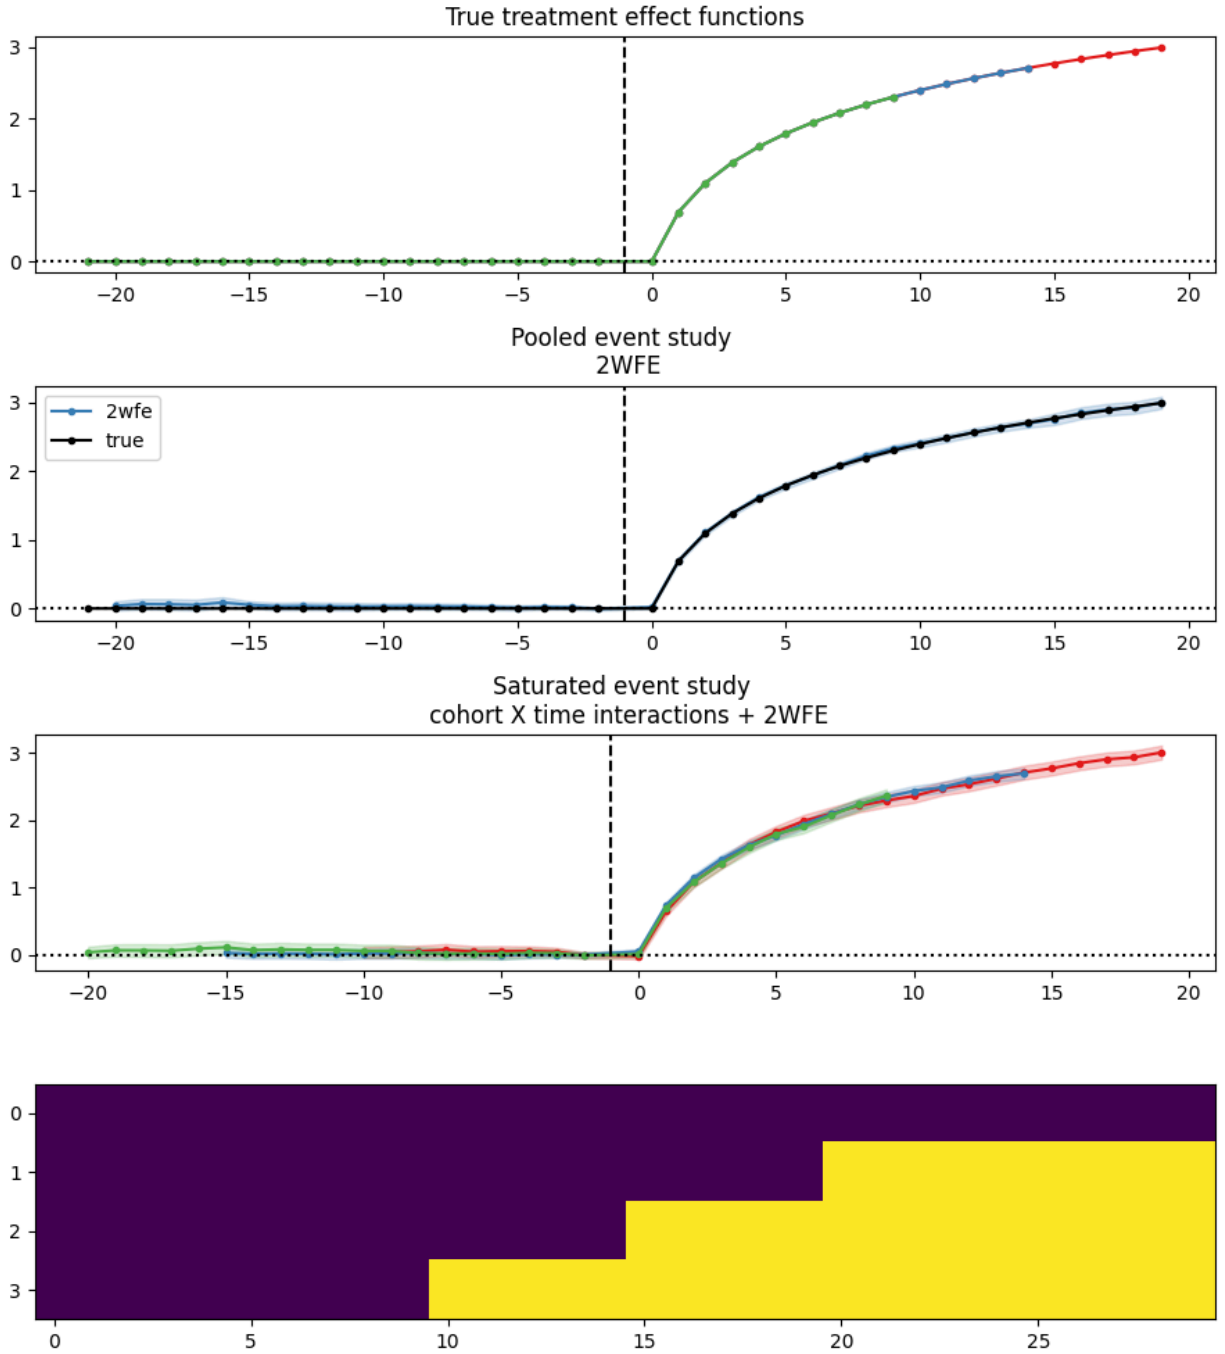 True treatment effect functions
3
2
1
0
−20 −15 −10 −5 0 5 10 15 20
Pooled event study
2WFE
3
2
1
0
2wfe
true
−20 −15 −10 −5 0 5 10 15 20
Saturated event study
cohort X time interactions + 2WFE
3
2
1
0
−20 −15 −10 −5 0 5 10 15 20
0
1
2
3
0 5 10 15 20 25